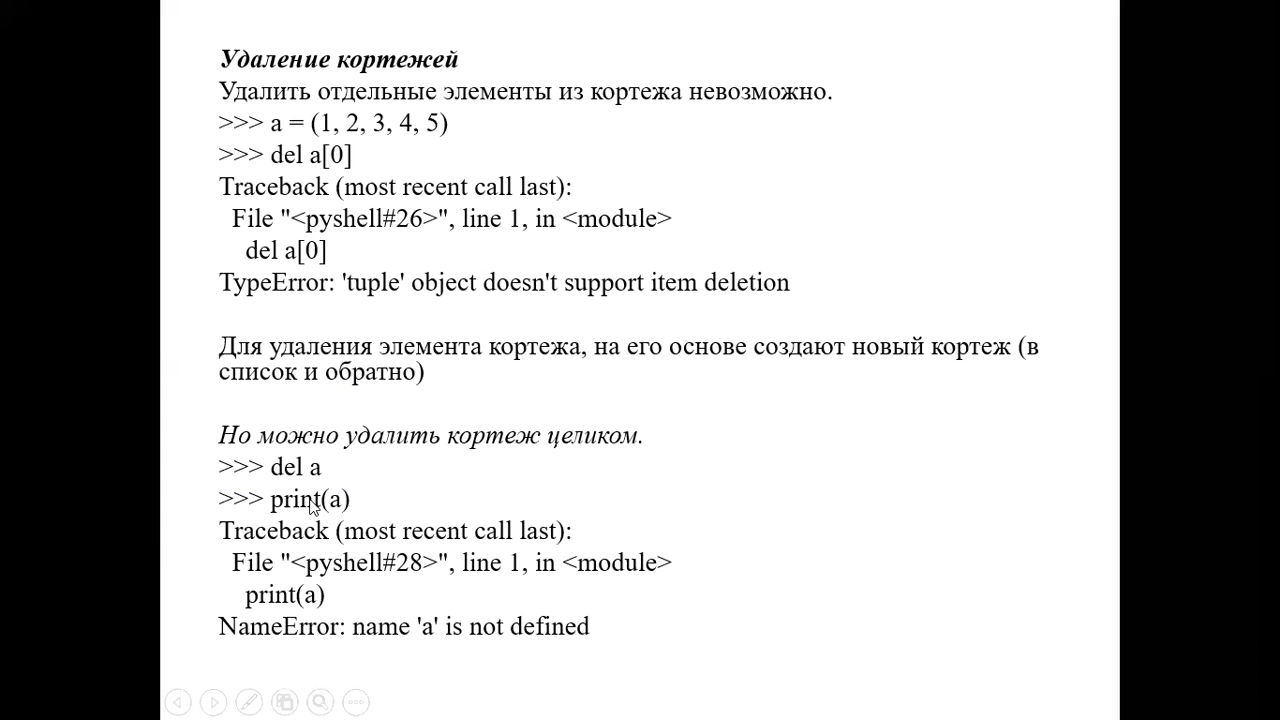 Удаление кортежей
Удалить отдельные элементы из кортежа невозможно.
>>> a = (1, 2, 3, 4, 5)
>>> del a[0]
Traceback (most recent call last):
  File "<pyshell#26>", line 1, in <module>
    del a[0]
TypeError: 'tuple' object doesn't support item deletion
Для удаления элемента кортежа, на его основе создают новый кортеж (в
список и обратно)
Но можно удалить кортеж целиком.
>>> del a
>>> print(a)
Traceback (most recent call last):
  File "<pyshell#28>", line 1, in <module>
    print(a)
NameError: name 'a' is not defined